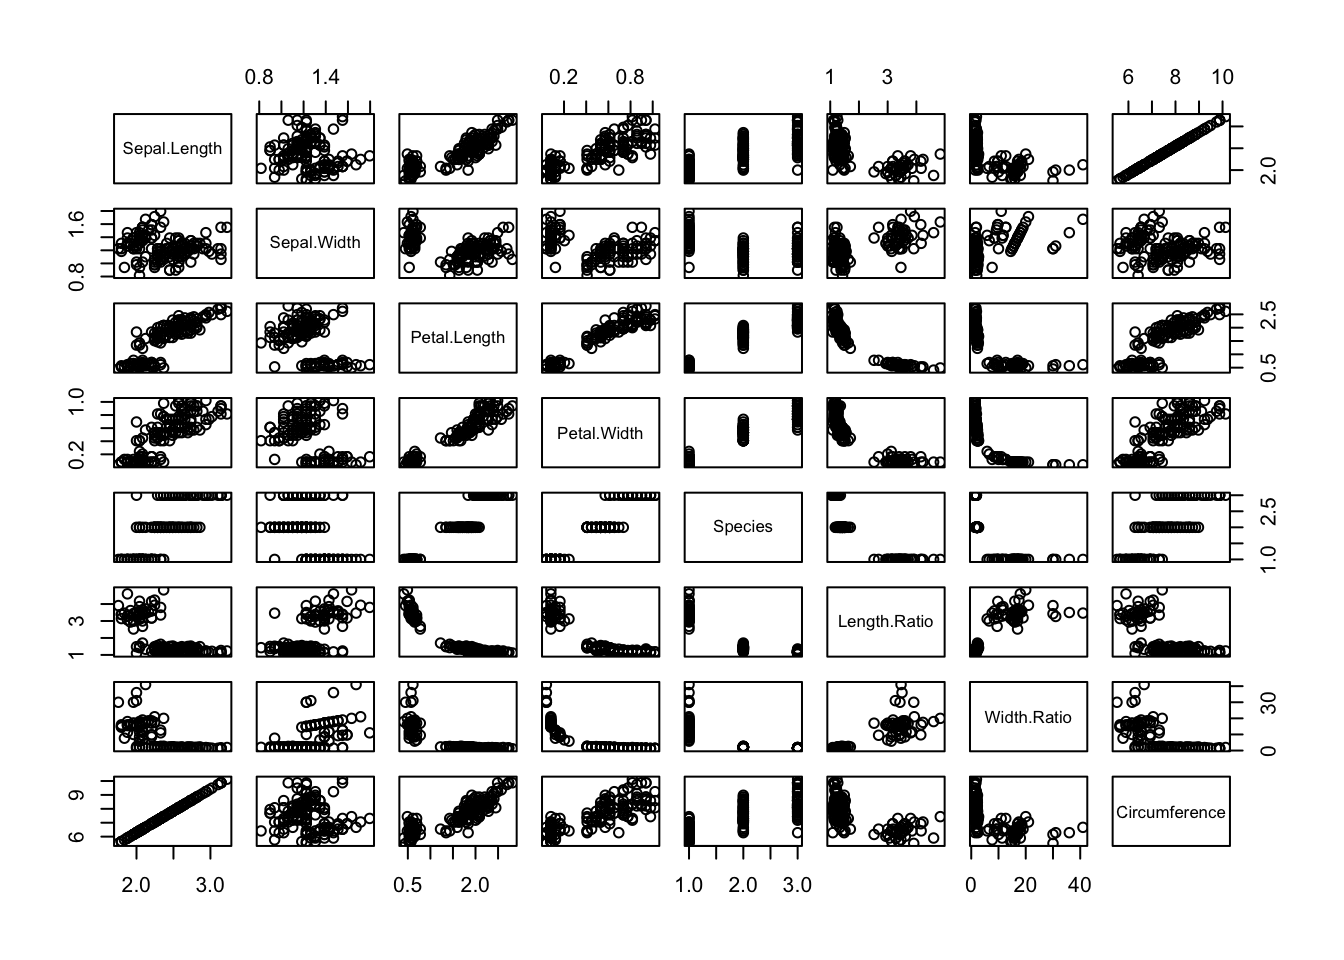 0.8 1.4 0.2 0.8 1 3 6 8 10
Sepal.Length 2.0
0.8 1.6 Sepal.Width
Petal.Length 0.5 2.5
0.2 1.0 Petal.Width
Species 1.0 2.5
1 3 Length.Ratio
Width.Ratio 0 30
6 9 Circumference
2.0 3.0 0.5 2.0 1.0 2.0 3.0 0 20 40